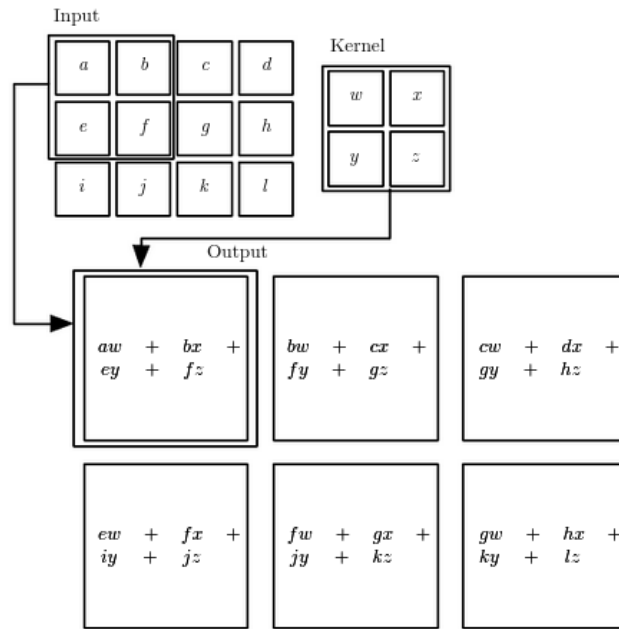 Input
a b c d
e f g h
i j k l
Kernel
w x
y z
Output
aw + bx +
ey + fz
bw + cx +
fy + gz
cw + dx +
gy + hz
ew + fx +
iy + jz
fw + gx +
jy + kz
gw + hx +
ky + lz